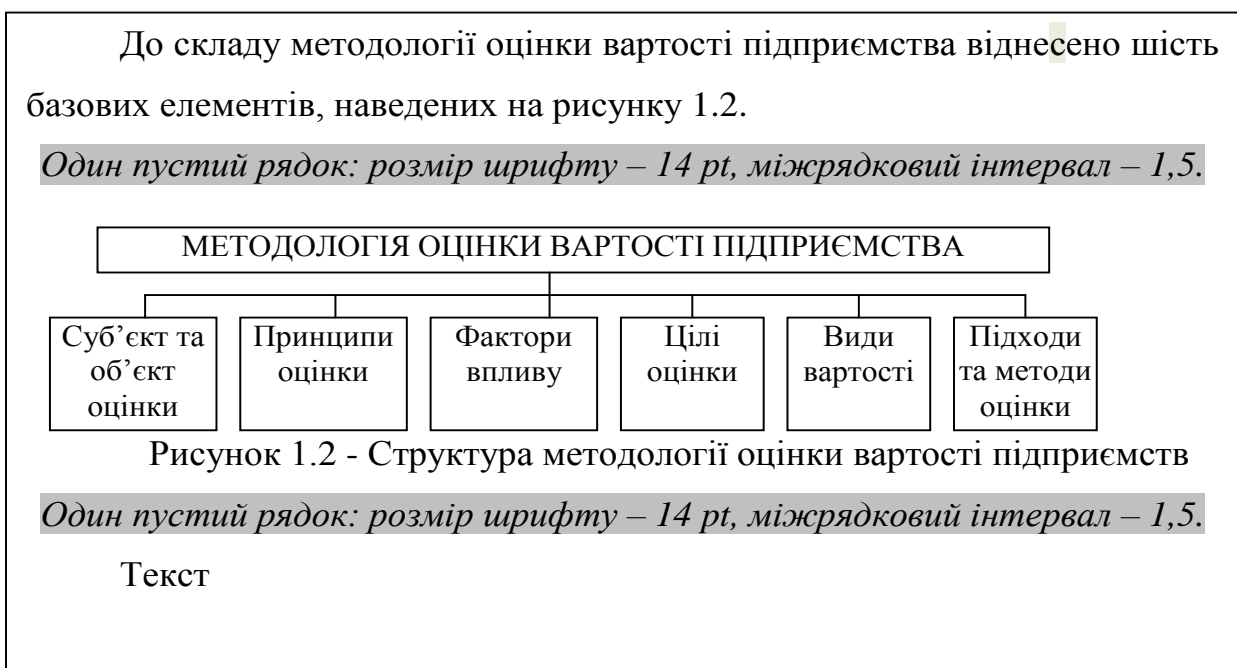 До складу методології оцінки вартості підприємства віднесено шість
базових елементів, наведених на рисунку 1.2.
Один пустий рядок: розмір шрифту – 14 pt, міжрядковий інтервал – 1,5.
МЕТОДОЛОГІЯ ОЦІНКИ ВАРТОСТІ ПІДПРИЄМСТВА
Суб’єкт та
об’єкт
оцінки
Принципи
оцінки
Фактори
впливу
Цілі
оцінки
Види
вартості
Підходи
та методи
оцінки
Рисунок 1.2 - Структура методології оцінки вартості підприємств
Один пустий рядок: розмір шрифту – 14 pt, міжрядковий інтервал – 1,5.
Текст